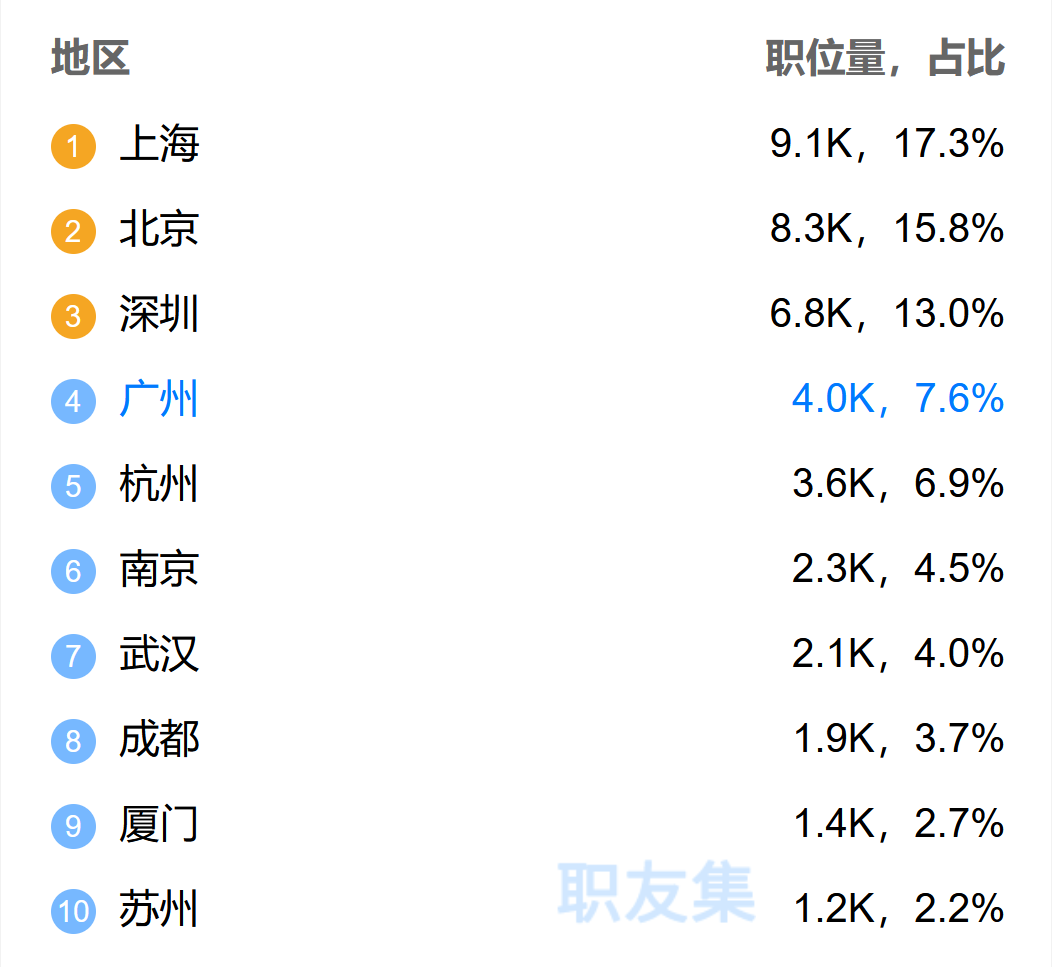 地区 职位量，占比
1 上海 9.1K，17.3%
2 北京 8.3K，15.8%
3 深圳 6.8K，13.0%
4 广州 4.0K，7.6%
5 杭州 3.6K，6.9%
6 南京 2.3K，4.5%
7 武汉 2.1K，4.0%
8 成都 1.9K，3.7%
9 厦门 1.4K，2.7%
10 苏州 职友集 1.2K，2.2%